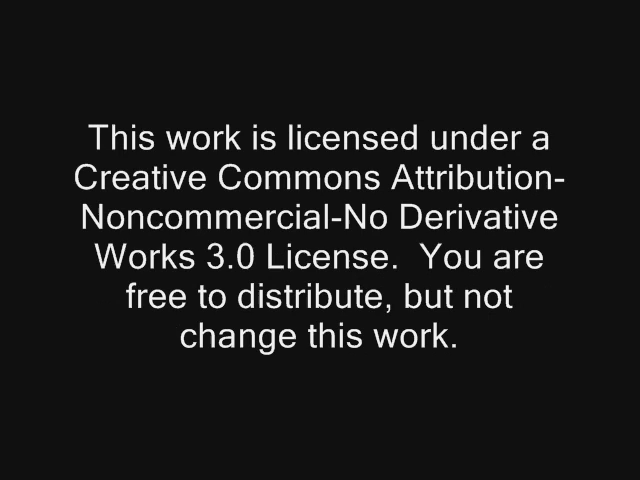 This work is licensed under a
Creative Commons Attribution-
Noncommercial-No Derivative
Works 3.0 License.  You are
free to distribute, but not
change this work.